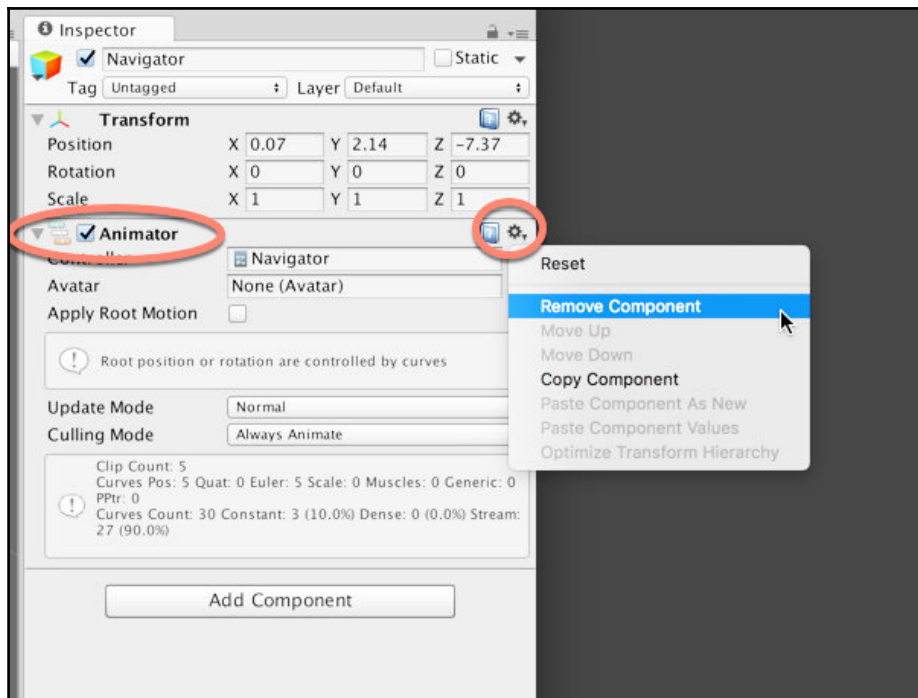 Inspector
Navigator
Static
Tag Untagged Layer Default
Transform
Position X 0.07 Y 2.14 Z -7.37
Rotation X 0 Y 0 Z 0
Scale X 1 Y 1 Z 1
Animator
Controller Navigator
Avatar None (Avatar)
Apply Root Motion
Root position or rotation are controlled by curves
Update Mode Normal
Culling Mode Always Animate
Clip Count: 5
Curves Pos: 5 Quat: 0 Euler: 5 Scale: 0 Muscles: 0 Generic: 0
PPtr: 0
Curves Count: 30 Constant: 3 (10.0%) Dense: 0 (0.0%) Stream:
27 (90.0%)
Add Component
Reset
Remove Component
Move Up
Move Down
Copy Component
Paste Component As New
Paste Component Values
Optimize Transform Hierarchy